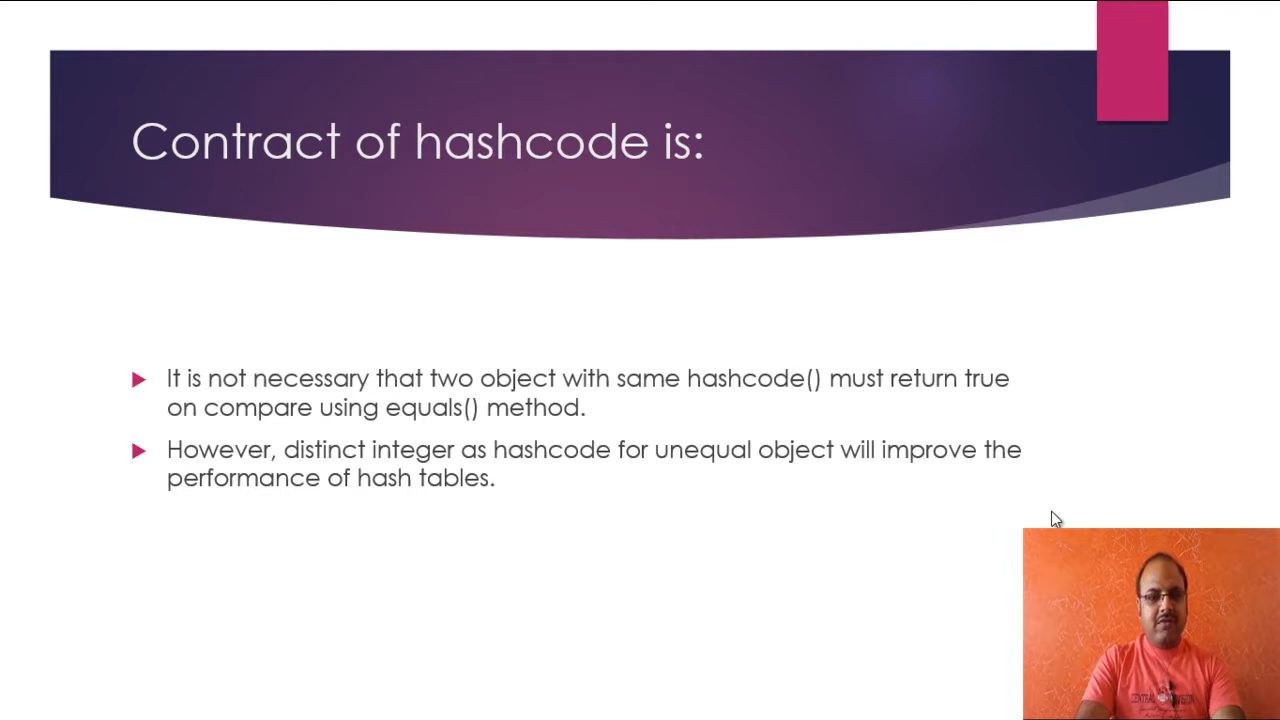 Contract of hashcode is:
It is not necessary that two object with same hashcode() must return true
on compare using equals() method.
However, distinct integer as hashcode for unequal object will improve the
performance of hash tables.
CENTRAL